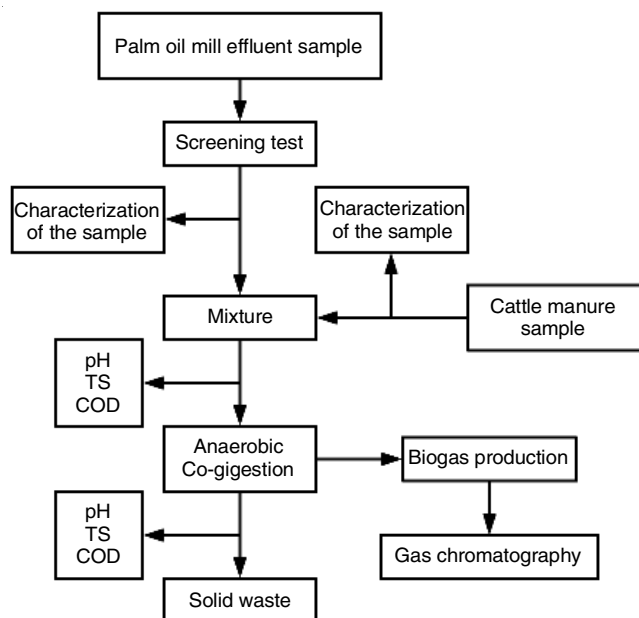 Palm oil mill effluent sample
Screening test
Characterization
of the sample
Characterization
of the sample
Mixture
Cattle manure
sample
pH
TS
COD
Anaerobic
Co-gigestion
Biogas production
pH
TS
COD
Gas chromatography
Solid waste